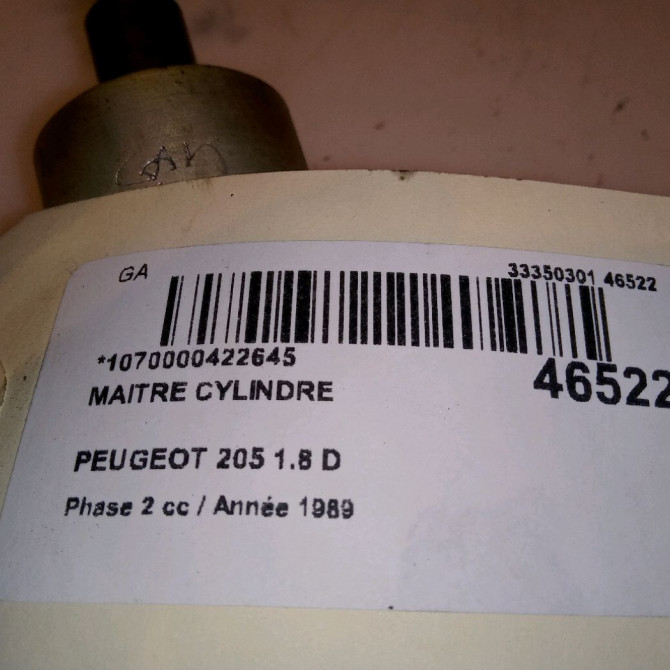 GA
33350301 46522
*1070000422645
46522
MAITRE CYLINDRE
PEUGEOT 205 1.8 D
Phase 2 cc / Année 1989